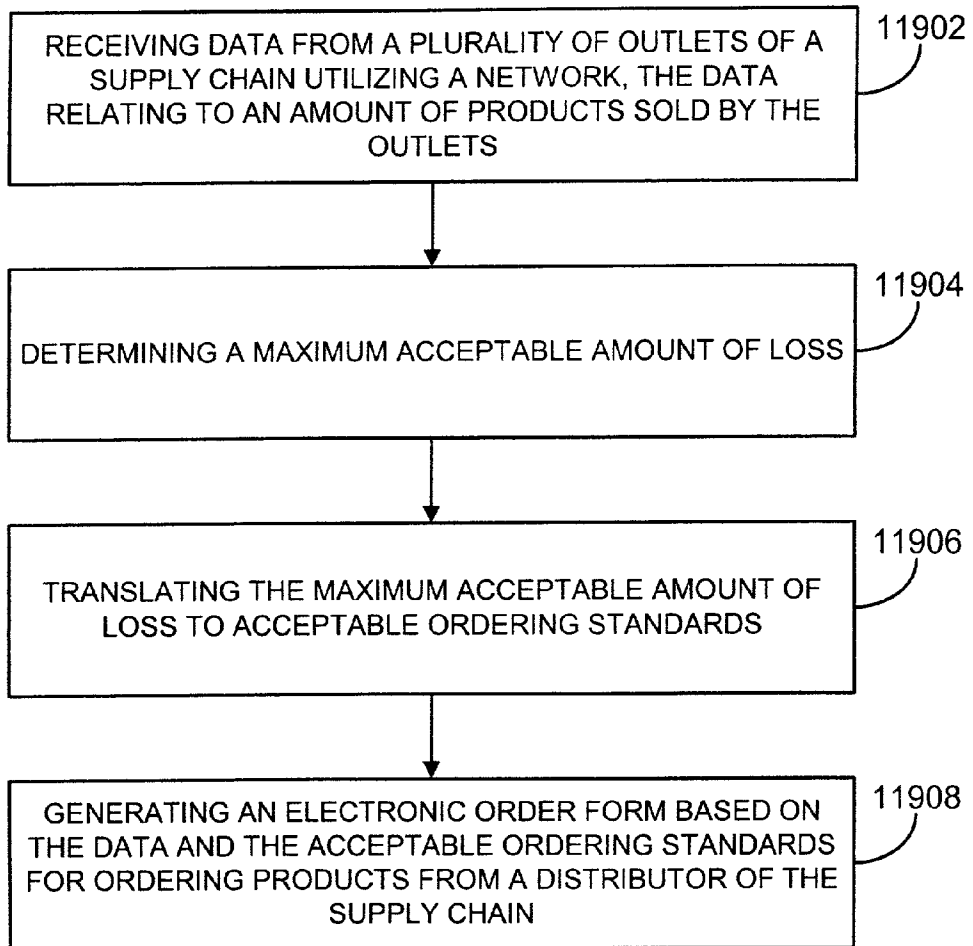 RECEIVING DATA FROM A PLURALITY OF OUTLETS OF A
SUPPLY CHAIN UTILIZING A NETWORK, THE DATA
RELATING TO AN AMOUNT OF PRODUCTS SOLD BY THE
OUTLETS
11902
DETERMINING A MAXIMUM ACCEPTABLE AMOUNT OF LOSS
11904
TRANSLATING THE MAXIMUM ACCEPTABLE AMOUNT OF
LOSS TO ACCEPTABLE ORDERING STANDARDS
11906
GENERATING AN ELECTRONIC ORDER FORM BASED ON
THE DATA AND THE ACCEPTABLE ORDERING STANDARDS
FOR ORDERING PRODUCTS FROM A DISTRIBUTOR OF THE
SUPPLY CHAIN
11908